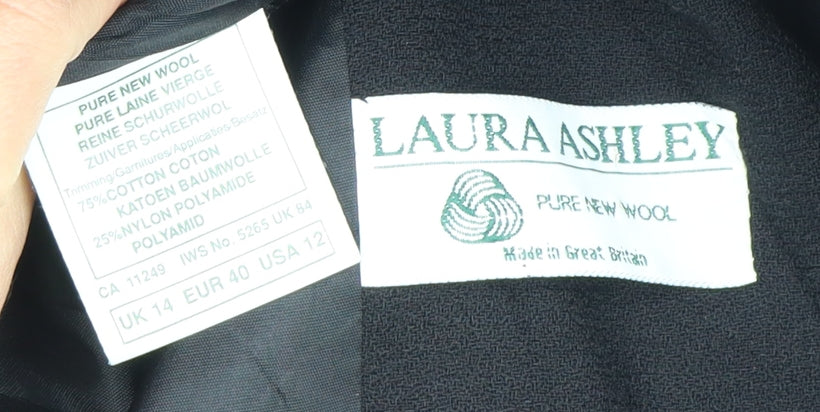 PURE NEW WOOL
PURE LAINE VIERGE
REINE SCHURWOLLE
ZUIVER SCHEERWOL
Trimming/Garnitures/Applicates/Besatz
75%COTTON COTON
KATOEN BAUMWOLLE
25%NYLON POLYAMIDE
POLYAMID
CA 11249 IWS No. 5265 UK 84
UK 14 EUR 40 USA 12
LAURA ASHLEY
PURE NEW WOOL
Made in Great Britain